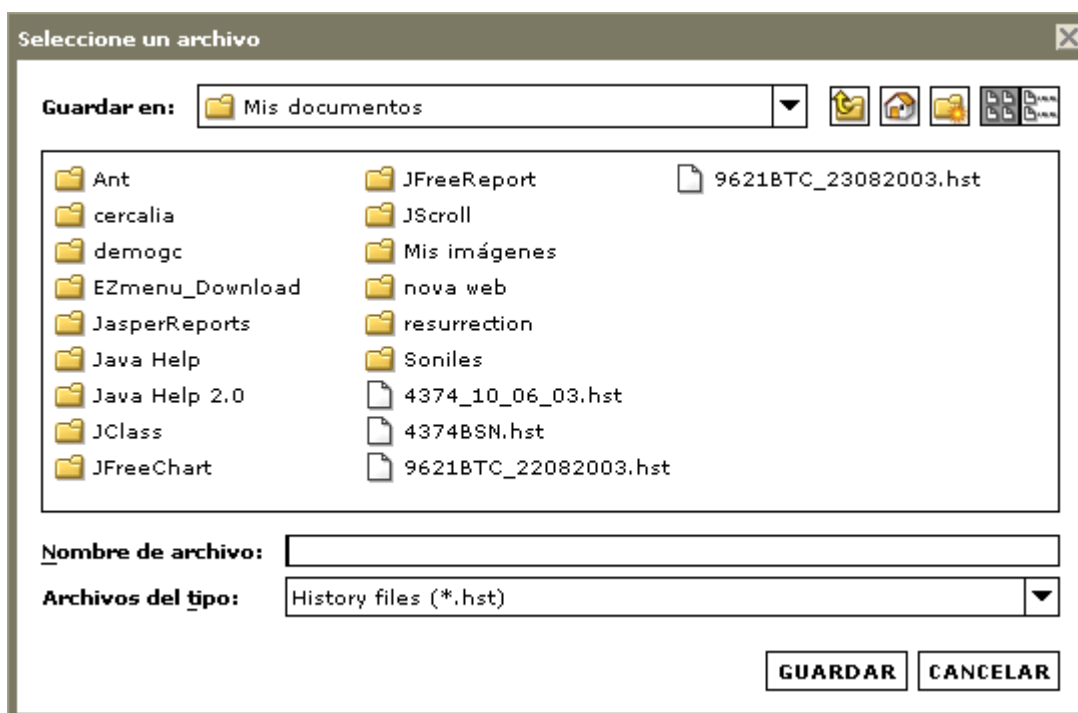 Seleccione un archivo
Guardar en: Mis documentos
Ant
cercalia
demogc
EZmenu_Download
JasperReports
Java Help
Java Help 2.0
JClass
JFreeChart
JFreeReport
JScroll
Mis imágenes
nova web
resurrection
Soniles
4374_10_06_03.hst
4374BSN.hst
9621BTC_22082003.hst
9621BTC_23082003.hst
Nombre de archivo:
Archivos del tipo: History files (*.hst)
GUARDAR CANCELAR